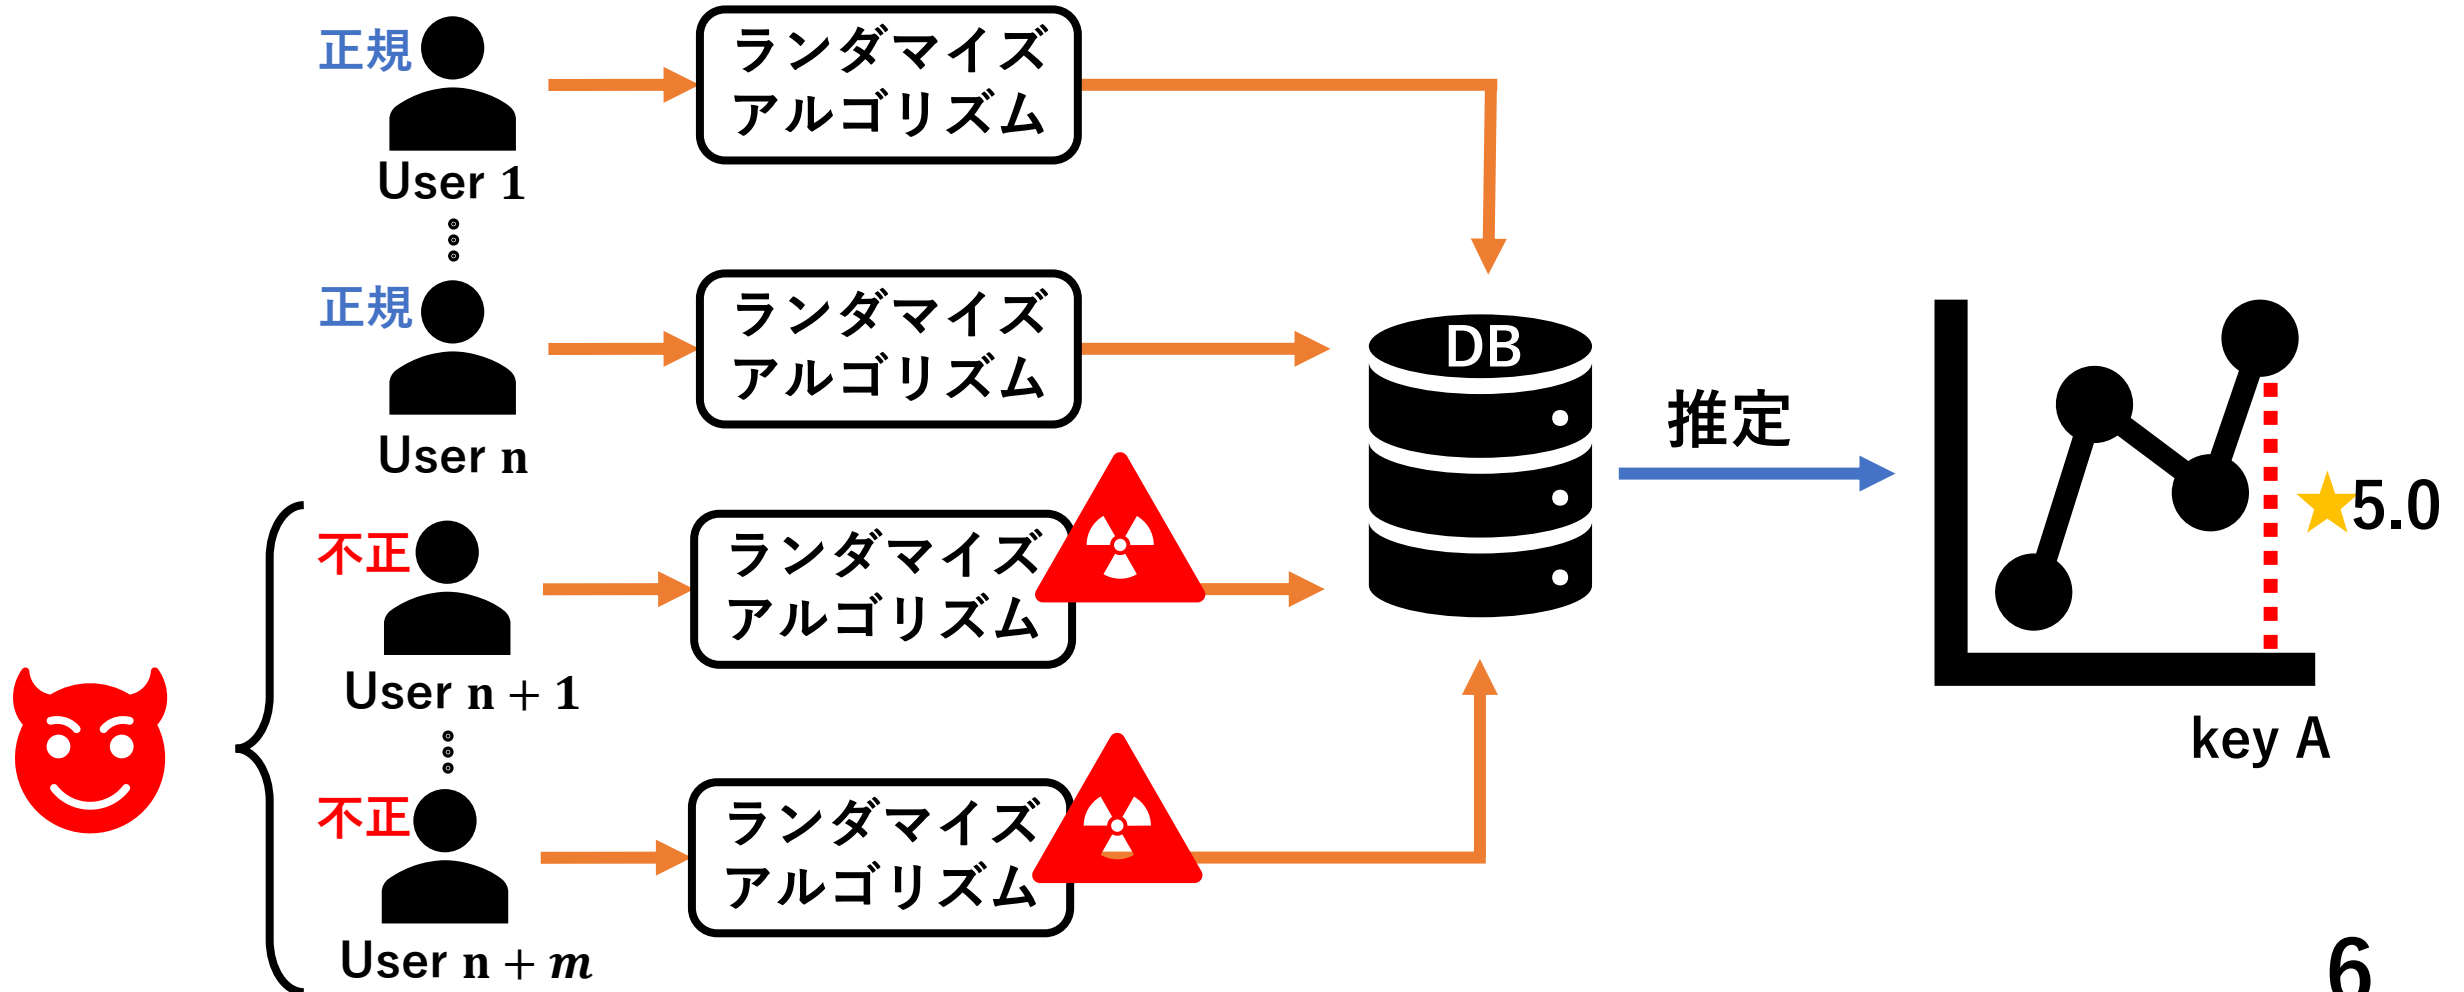 正規
ランダマイズ
アルゴリズム
User 1
正規
ランダマイズ
アルゴリズム
User n
DB
推定
5.0
key A
不正
ランダマイズ
アルゴリズム
User n + 1
不正
ランダマイズ
アルゴリズム
User n + m
6